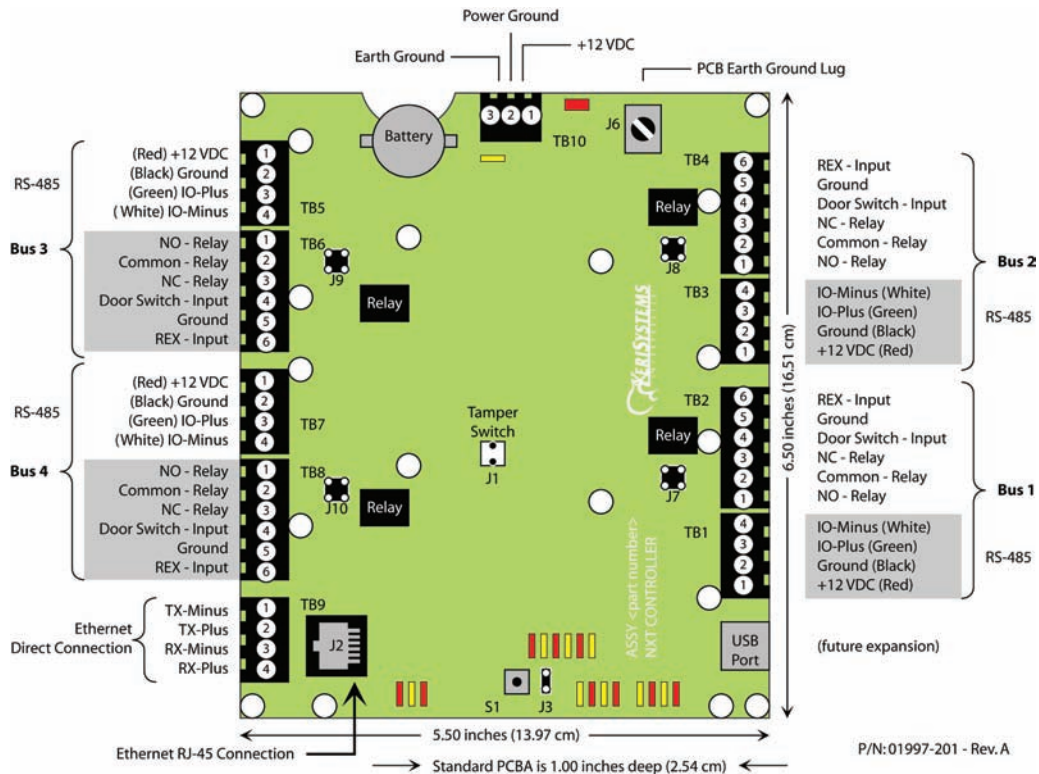 Power Ground
+12 VDC
Earth Ground
PCB Earth Ground Lug
3 2 1
TB10
Battery
J6
RS-485
(Red) +12 VDC 1
(Black) Ground 2
(Green) IO-Plus 3
( White) IO-Minus 4
TB5
Bus 3
NO - Relay 1
Common - Relay 2
NC - Relay 3
Door Switch - Input 4
Ground 5
REX - Input 6
TB6
J9
Relay
RS-485
(Red) +12 VDC 1
(Black) Ground 2
(Green) IO-Plus 3
(White) IO-Minus 4
TB7
Bus 4
NO - Relay 1
Common - Relay 2
NC - Relay 3
Door Switch - Input 4
Ground 5
REX - Input 6
TB8
J10
Relay
Ethernet
Direct Connection
TX-Minus 1
TX-Plus 2
RX-Minus 3
RX-Plus 4
TB9
J2
Ethernet RJ-45 Connection
Tamper
Switch
J1
KERISYSTEMS
ASSY <part number>
NXT CONTROLLER
S1
J3
TB4
6 REX - Input
5 Ground
4 Door Switch - Input
3 NC - Relay
2 Common - Relay
1 NO - Relay
Relay
J8
Bus 2
TB3
4 IO-Minus (White)
3 IO-Plus (Green)
2 Ground (Black)
1 +12 VDC (Red)
RS-485
TB2
6 REX - Input
5 Ground
4 Door Switch - Input
3 NC - Relay
2 Common - Relay
1 NO - Relay
Relay
J7
Bus 1
TB1
4 IO-Minus (White)
3 IO-Plus (Green)
2 Ground (Black)
1 +12 VDC (Red)
RS-485
USB
Port
(future expansion)
6.50 inches (16.51 cm)
5.50 inches (13.97 cm)
Standard PCBA is 1.00 inches deep (2.54 cm)
P/N: 01997-201 - Rev. A